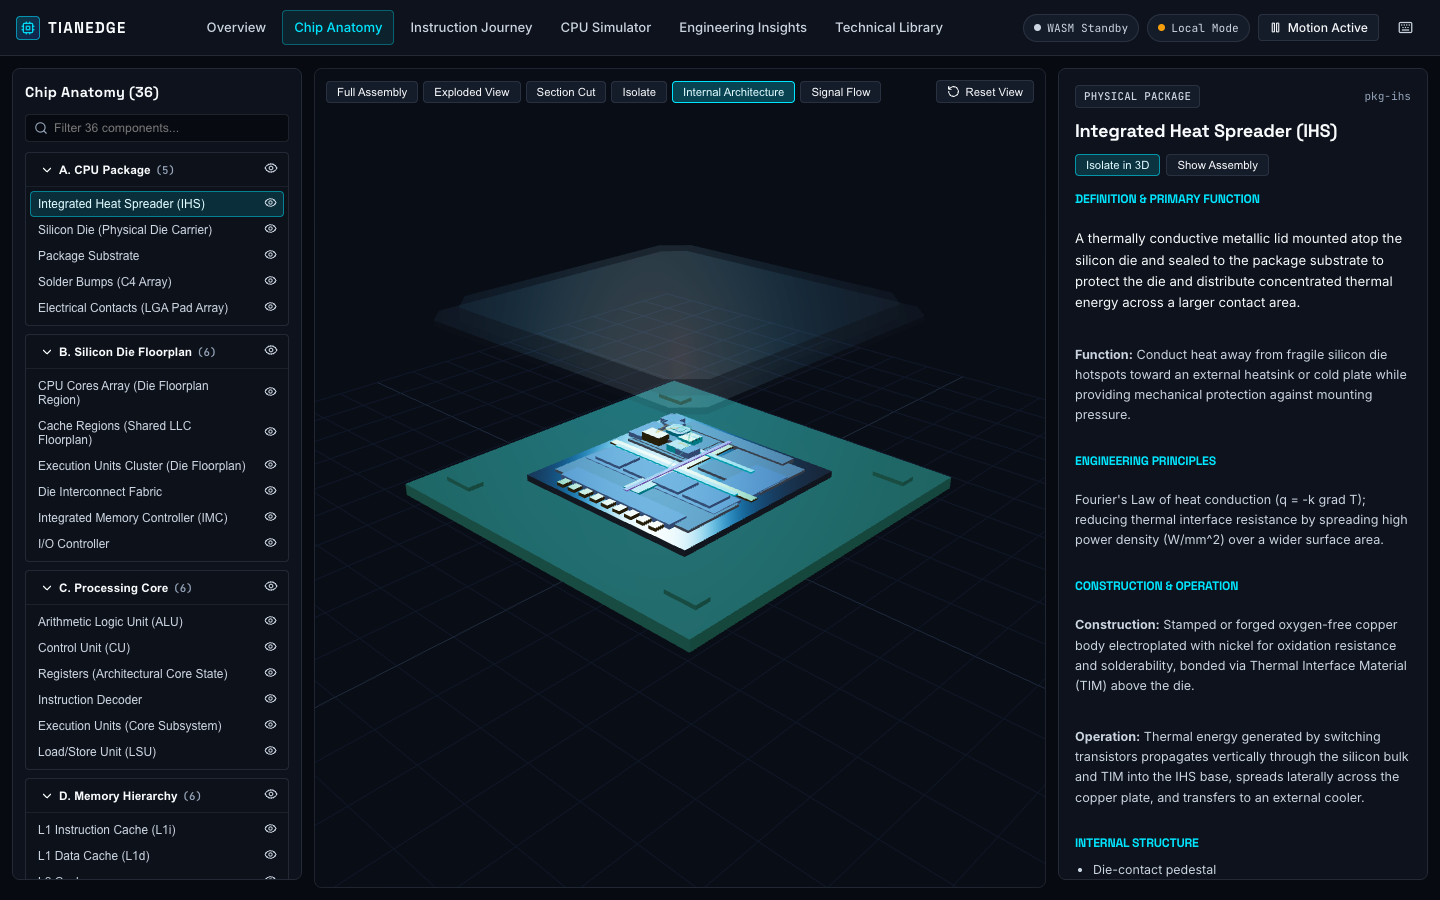 TIANEDGE
Overview
Chip Anatomy
Instruction Journey
CPU Simulator
Engineering Insights
Technical Library
WASM Standby
Local Mode
Motion Active
Chip Anatomy (36)
Filter 36 components...
A. CPU Package (5)
Integrated Heat Spreader (IHS)
Silicon Die (Physical Die Carrier)
Package Substrate
Solder Bumps (C4 Array)
Electrical Contacts (LGA Pad Array)
B. Silicon Die Floorplan (6)
CPU Cores Array (Die Floorplan
Region)
Cache Regions (Shared LLC
Floorplan)
Execution Units Cluster (Die Floorplan)
Die Interconnect Fabric
Integrated Memory Controller (IMC)
I/O Controller
C. Processing Core (6)
Arithmetic Logic Unit (ALU)
Control Unit (CU)
Registers (Architectural Core State)
Instruction Decoder
Execution Units (Core Subsystem)
Load/Store Unit (LSU)
D. Memory Hierarchy (6)
L1 Instruction Cache (L1i)
L1 Data Cache (L1d)
Full Assembly
Exploded View
Section Cut
Isolate
Internal Architecture
Signal Flow
Reset View
PHYSICAL PACKAGE
pkg-ihs
Integrated Heat Spreader (IHS)
Isolate in 3D
Show Assembly
DEFINITION & PRIMARY FUNCTION
A thermally conductive metallic lid mounted atop the
silicon die and sealed to the package substrate to
protect the die and distribute concentrated thermal
energy across a larger contact area.
Function: Conduct heat away from fragile silicon die
hotspots toward an external heatsink or cold plate while
providing mechanical protection against mounting
pressure.
ENGINEERING PRINCIPLES
Fourier's Law of heat conduction (q = -k grad T);
reducing thermal interface resistance by spreading high
power density (W/mm^2) over a wider surface area.
CONSTRUCTION & OPERATION
Construction: Stamped or forged oxygen-free copper
body electroplated with nickel for oxidation resistance
and solderability, bonded via Thermal Interface Material
(TIM) above the die.
Operation: Thermal energy generated by switching
transistors propagates vertically through the silicon bulk
and TIM into the IHS base, spreads laterally across the
copper plate, and transfers to an external cooler.
INTERNAL STRUCTURE
• Die-contact pedestal